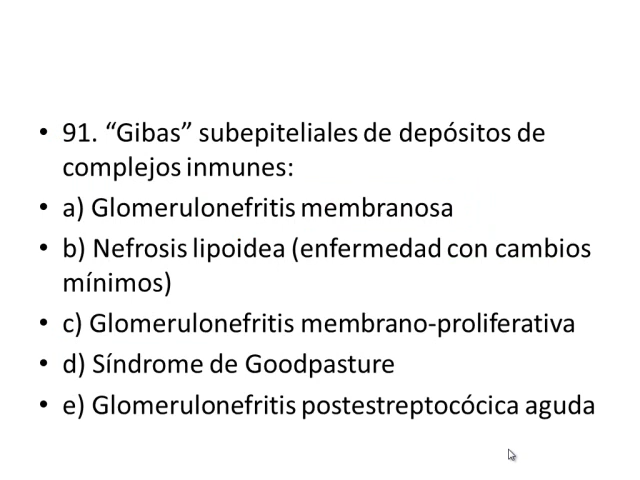 • 91. “Gibas” subepiteliales de depósitos de
complejos inmunes:
• a) Glomerulonefritis membranosa
• b) Nefrosis lipoidea (enfermedad con cambios
mínimos)
• c) Glomerulonefritis membrano-proliferativa
• d) Síndrome de Goodpasture
• e) Glomerulonefritis postestreptocócica aguda